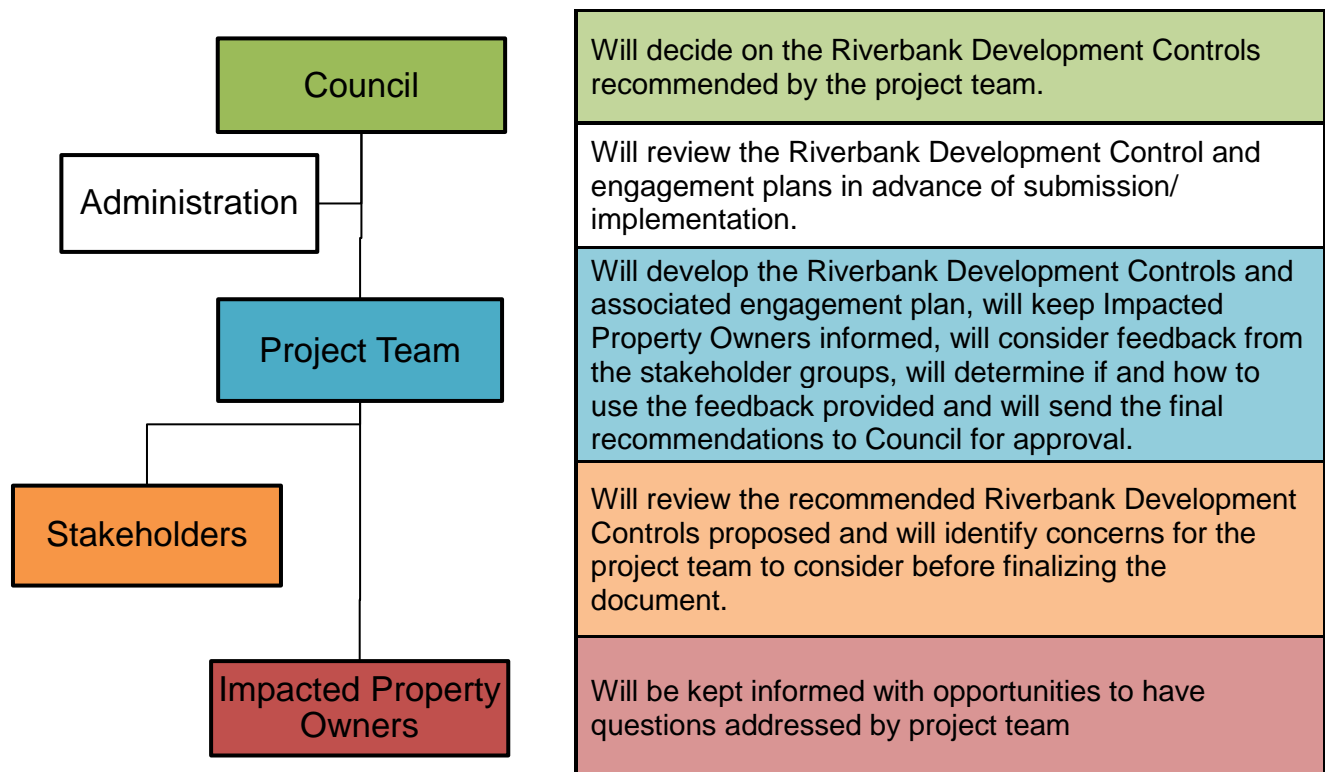 Council
Will decide on the Riverbank Development Controls
recommended by the project team.
Administration
Will review the Riverbank Development Control and
engagement plans in advance of submission/
implementation.
Project Team
Will develop the Riverbank Development Controls and
associated engagement plan, will keep Impacted
Property Owners informed, will consider feedback from
the stakeholder groups, will determine if and how to
use the feedback provided and will send the final
recommendations to Council for approval.
Stakeholders
Will review the recommended Riverbank Development
Controls proposed and will identify concerns for the
project team to consider before finalizing the
document.
Impacted Property
Owners
Will be kept informed with opportunities to have
questions addressed by project team